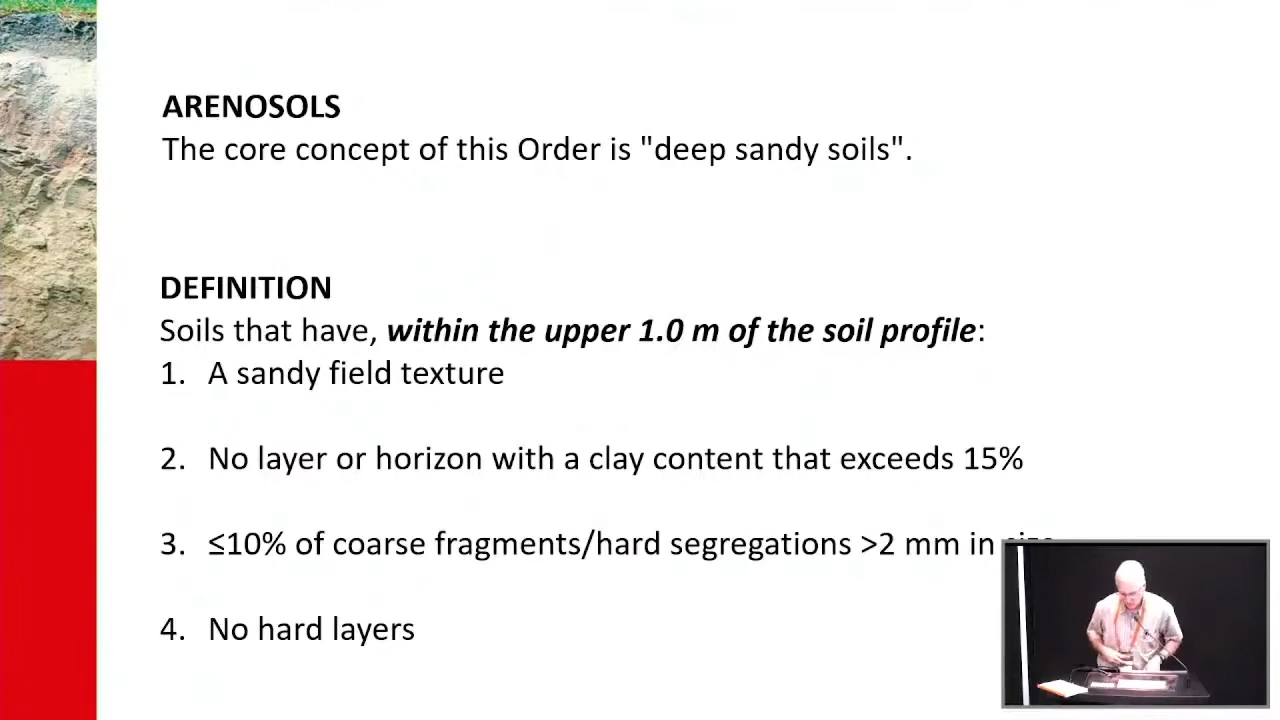 ARENOSOLS
The core concept of this Order is "deep sandy soils".
DEFINITION
Soils that have, within the upper 1.0 m of the soil profile:
1. A sandy field texture
2. No layer or horizon with a clay content that exceeds 15%
3. ≤10% of coarse fragments/hard segregations >2 mm in size
4. No hard layers